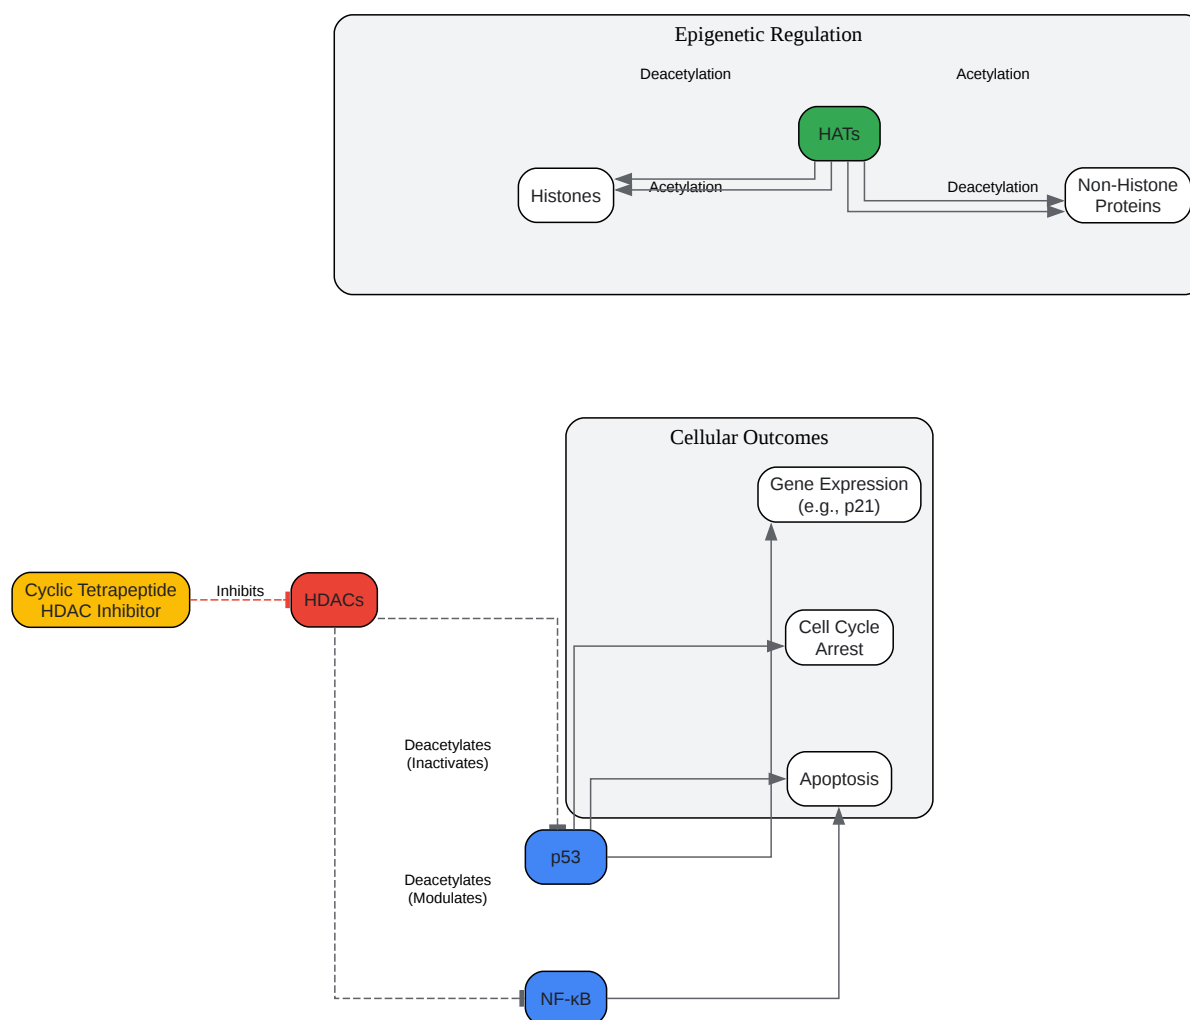 Epigenetic Regulation
Deacetylation
Acetylation
HATs
Histones
Acetylation
Deacetylation
Non-Histone
Proteins
Cellular Outcomes
Gene Expression
(e.g., p21)
Cyclic Tetrapeptide
HDAC Inhibitor
Inhibits
HDACs
Cell Cycle
Arrest
Deacetylates
(Inactivates)
Apoptosis
p53
Deacetylates
(Modulates)
NF-κB